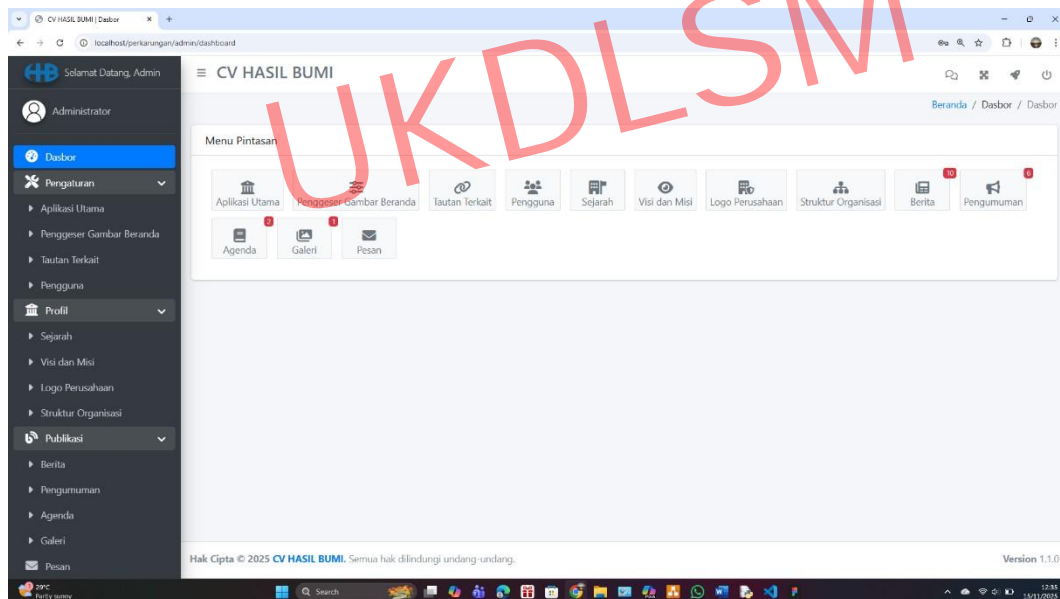 CV HASIL BUMI | Dasbor
localhost/perkarungan/admin/dashboard
Selamat Datang, Admin
CV HASIL BUMI
Administrator
Beranda / Dasbor / Dasbor
Menu Pintasan
Dasbor
Pengaturan
Aplikasi Utama
Penggeser Gambar Beranda
Tautan Terkait
Pengguna
Profil
Sejarah
Visi dan Misi
Logo Perusahaan
Struktur Organisasi
Publikasi
Berita
Pengumuman
Agenda
Galeri
Pesan
10 6
Aplikasi Utama Penggeser Gambar Beranda Tautan Terkait Pengguna Sejarah Visi dan Misi Logo Perusahaan Struktur Organisasi Berita Pengumuman
2 1
Agenda Galeri Pesan
UKDLSM
Hak Cipta © 2025 CV HASIL BUMI. Semua hak dilindungi undang-undang.
Version 1.1.0
29°C
Partly sunny
Search
12:35
15/11/2025